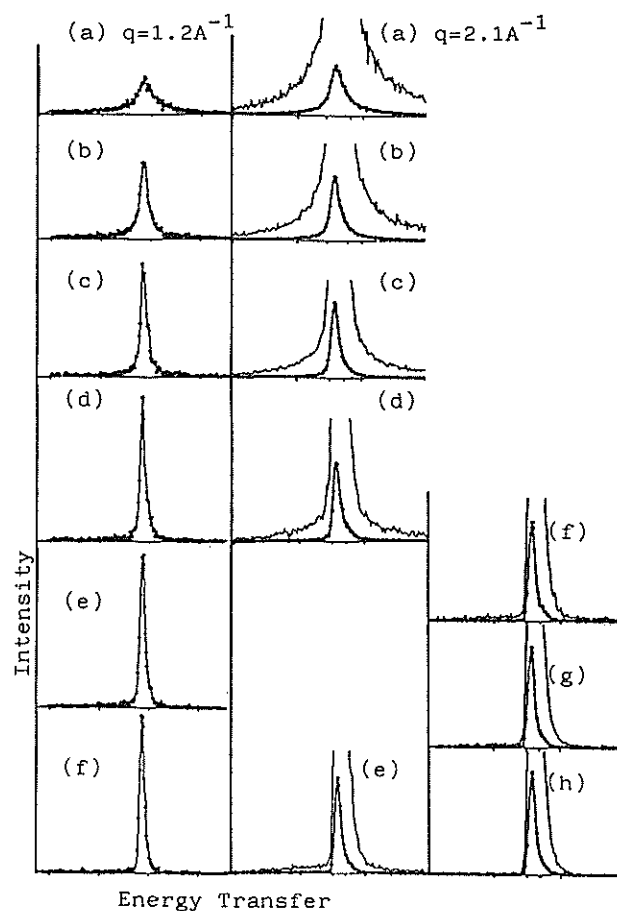 (a) q=1.2A⁻¹
(a) q=2.1A⁻¹
(b)
(b)
(c)
(c)
(d)
(d)
(f)
(e)
(g)
(f)
(e)
(h)
Intensity
Energy Transfer